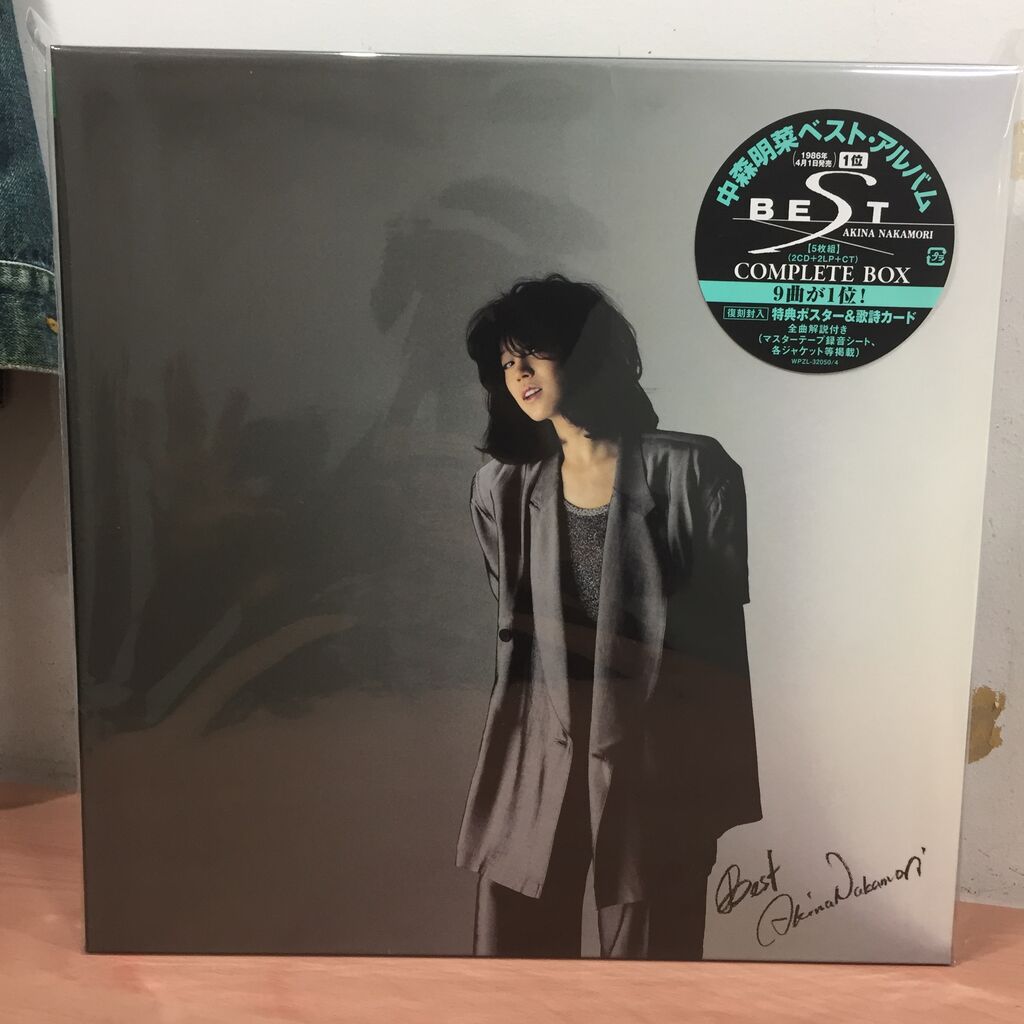 中森明菜ベスト・アルバム
(1986年4月1日発売) 1位
BEST
AKINA NAKAMORI
【5枚組】
(2CD+2LP+CT)
COMPLETE BOX
9曲が1位!
復刻封入 特典ポスター&歌詩カード
全曲解説付き
(マスターテープ録音シート、
各ジャケット等掲載)
WPZL-32050/4
Best
AkinaNakamori